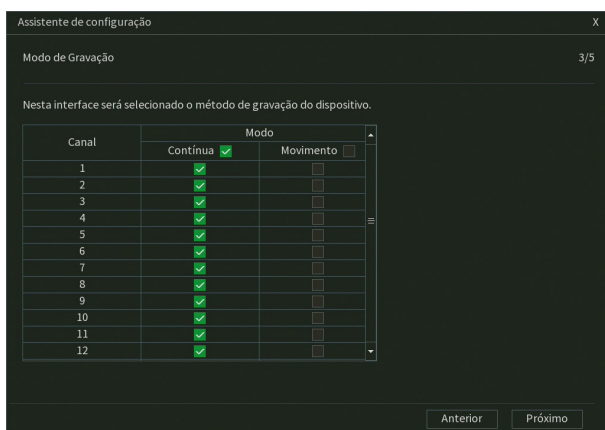 Assistente de configuração X
Modo de Gravação 3/5
Nesta interface será selecionado o método de gravação do dispositivo.
Canal Modo
Contínua Movimento
1
2
3
4
5
6
7
8
9
10
11
12
Anterior Próximo